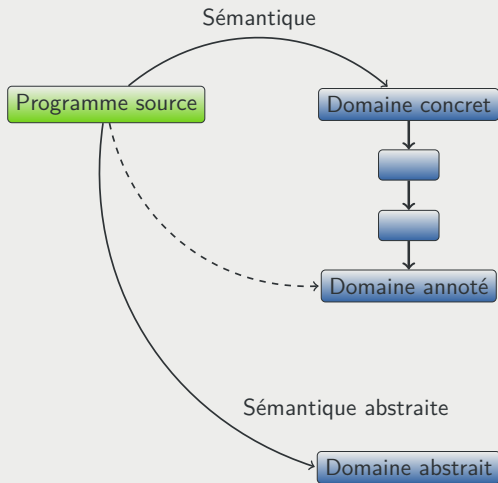 Sémantique
Programme source
Domaine concret
Domaine annoté
Sémantique abstraite
Domaine abstrait